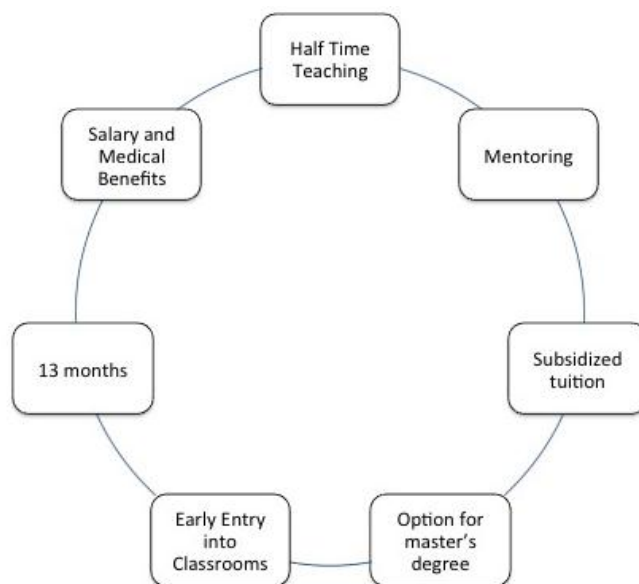 Half Time
Teaching
Mentoring
Subsidized
tuition
Option for
master’s
degree
Early Entry
into
Classrooms
13 months
Salary and
Medical
Benefits